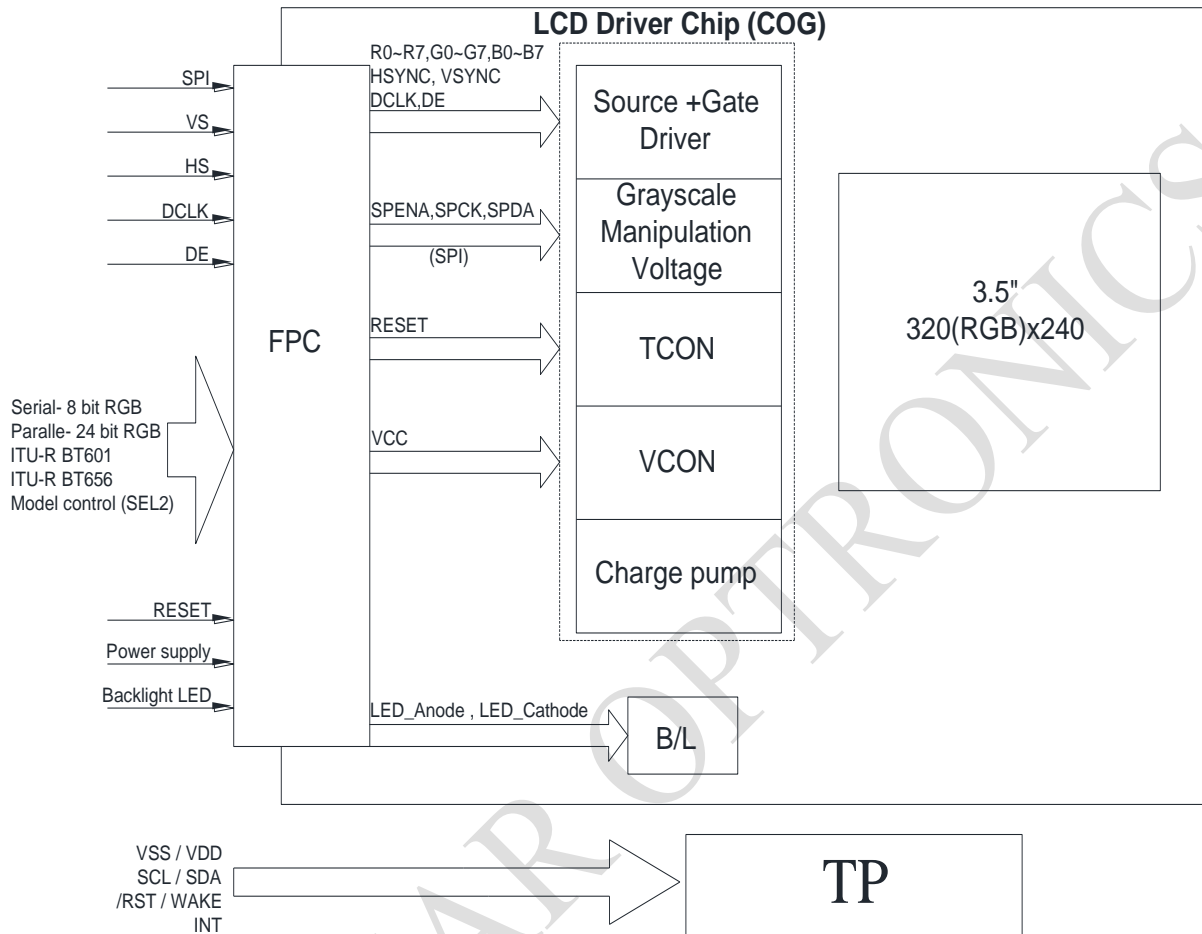 LCD Driver Chip (COG)
SPI
VS
HS
DCLK
DE
Serial- 8 bit RGB
Paralle- 24 bit RGB
ITU-R BT601
ITU-R BT656
Model control (SEL2)
RESET
Power supply
Backlight LED
FPC
R0~R7,G0~G7,B0~B7
HSYNC, VSYNC
DCLK,DE
SPENA,SPCK,SPDA
(SPI)
RESET
VCC
LED_Anode , LED_Cathode
Source +Gate
Driver
Grayscale
Manipulation
Voltage
TCON
VCON
Charge pump
B/L
3.5"
320(RGB)x240
VSS / VDD
SCL / SDA
/RST / WAKE
INT
TP
AR OPTRONICS